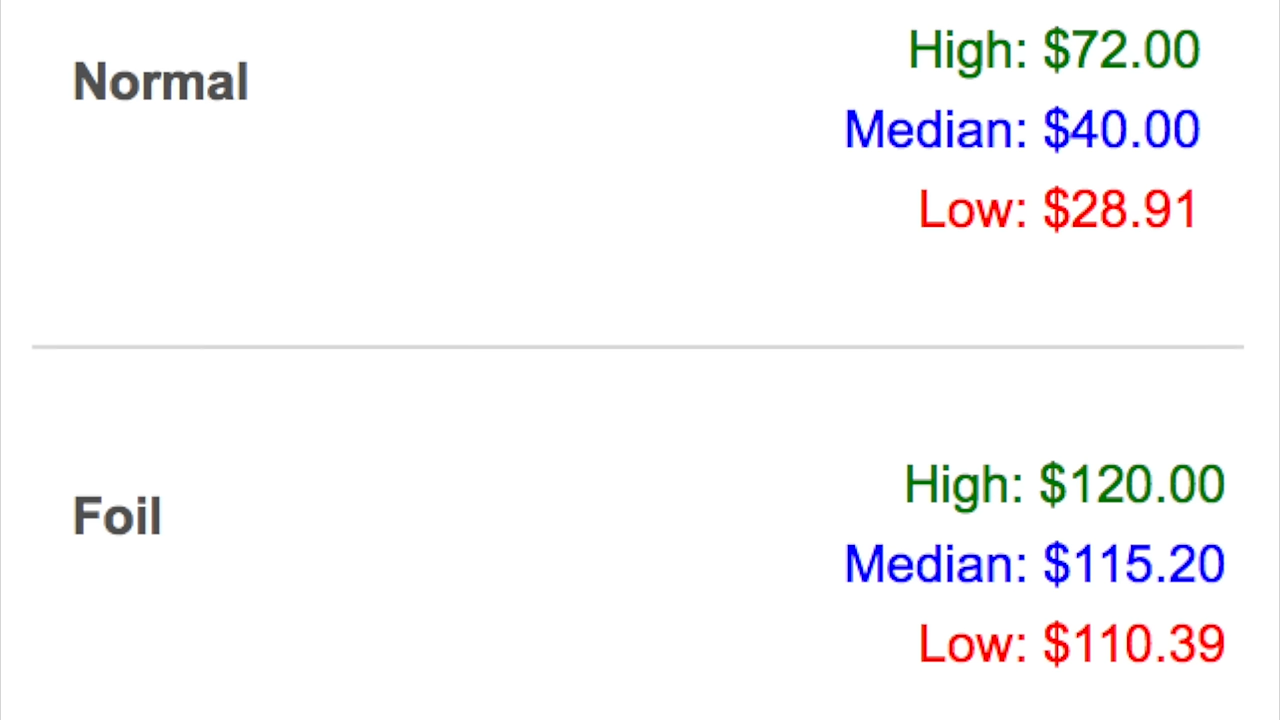 Normal
High: $72.00
Median: $40.00
Low: $28.91
Foil
High: $120.00
Median: $115.20
Low: $110.39